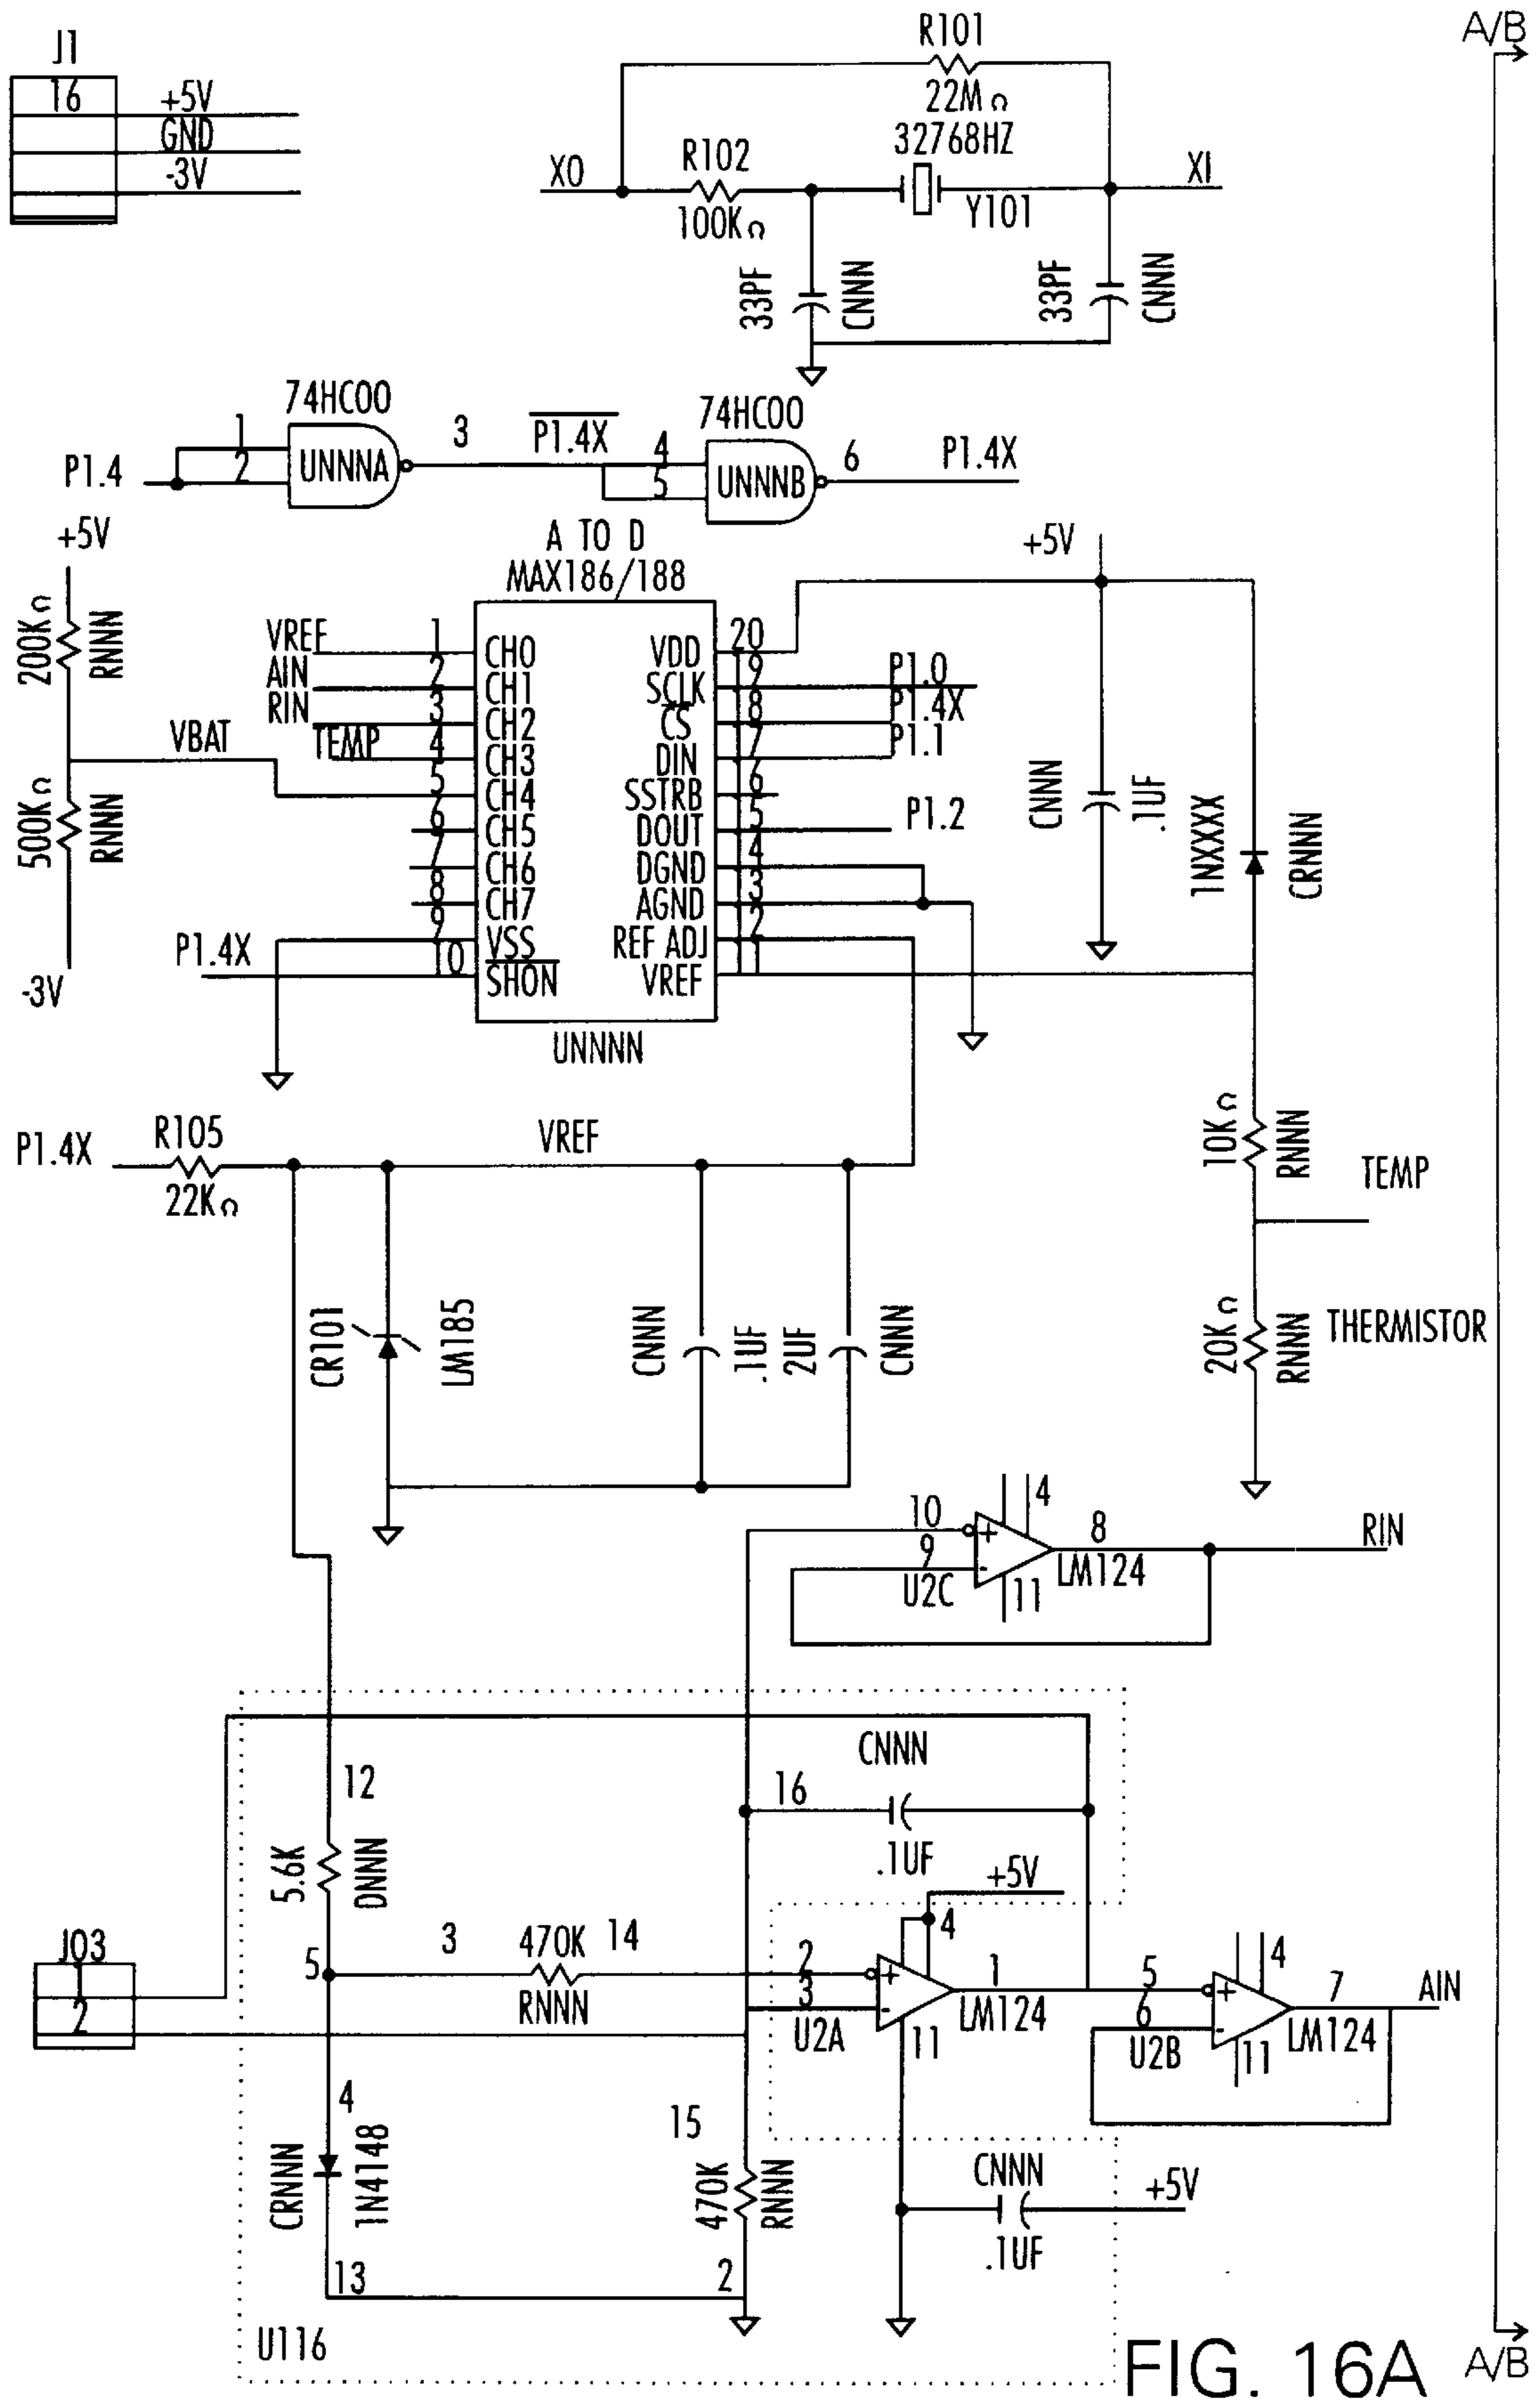 A/B
J1
16
+5V
GND
-3V
R101
22MΩ
32768HZ
X0
R102
100KΩ
Y101
XI
33PF
CNNN
33PF
CNNN
74HC00
P1.4
1
2
UNNNA
3
P1.4X
74HC00
4
5
UNNNB
6
P1.4X
+5V
200KΩ
RNNN
VBAT
500KΩ
RNNN
-3V
A TO D
MAX186/188
VREF 1 CH0
AIN 2 CH1
RIN 3 CH2
TEMP 4 CH3
5 CH4
6 CH5
7 CH6
8 CH7
9 VSS
P1.4X 10 SHON
VDD 20
SCLK 19 P1.0
CS 18 P1.4X
DIN 17 P1.1
SSTRB 16
DOUT 15 P1.2
DGND 14
AGND 13
REF ADJ 12
VREF 11
UNNNN
+5V
CNNN
.1UF
1NXXXX
CRNNN
10KΩ
RNNN
TEMP
20KΩ
RNNN
THERMISTOR
P1.4X
R105
22KΩ
VREF
CR101
LM185
CNNN
.1UF
2UF
CNNN
10
9
U2C
4
11
8
LM124
RIN
12
5.6K
DNNN
CNNN
16
.1UF
+5V
J03
1
2
5
3
470K
14
RNNN
2
3
U2A
4
11
1
LM124
5
6
U2B
4
11
7
LM124
AIN
4
CRNNN
1N4148
13
15
470K
RNNN
2
CNNN
.1UF
+5V
U116
FIG. 16A
A/B